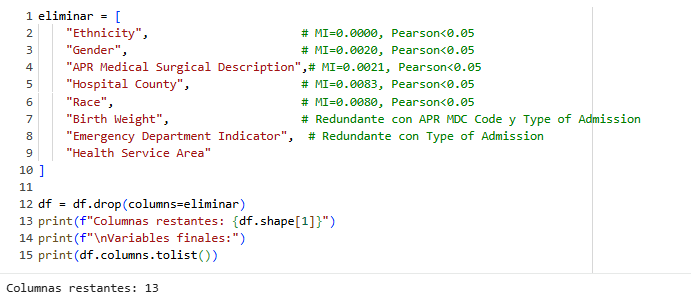 1 eliminar = [
2 "Ethnicity", # MI=0.0000, Pearson<0.05
3 "Gender", # MI=0.0020, Pearson<0.05
4 "APR Medical Surgical Description",# MI=0.0021, Pearson<0.05
5 "Hospital County", # MI=0.0083, Pearson<0.05
6 "Race", # MI=0.0080, Pearson<0.05
7 "Birth Weight", # Redundante con APR MDC Code y Type of Admission
8 "Emergency Department Indicator", # Redundante con Type of Admission
9 "Health Service Area"
10 ]
11
12 df = df.drop(columns=eliminar)
13 print(f"Columnas restantes: {df.shape[1]}")
14 print(f"\nVariables finales:")
15 print(df.columns.tolist())
Columnas restantes: 13